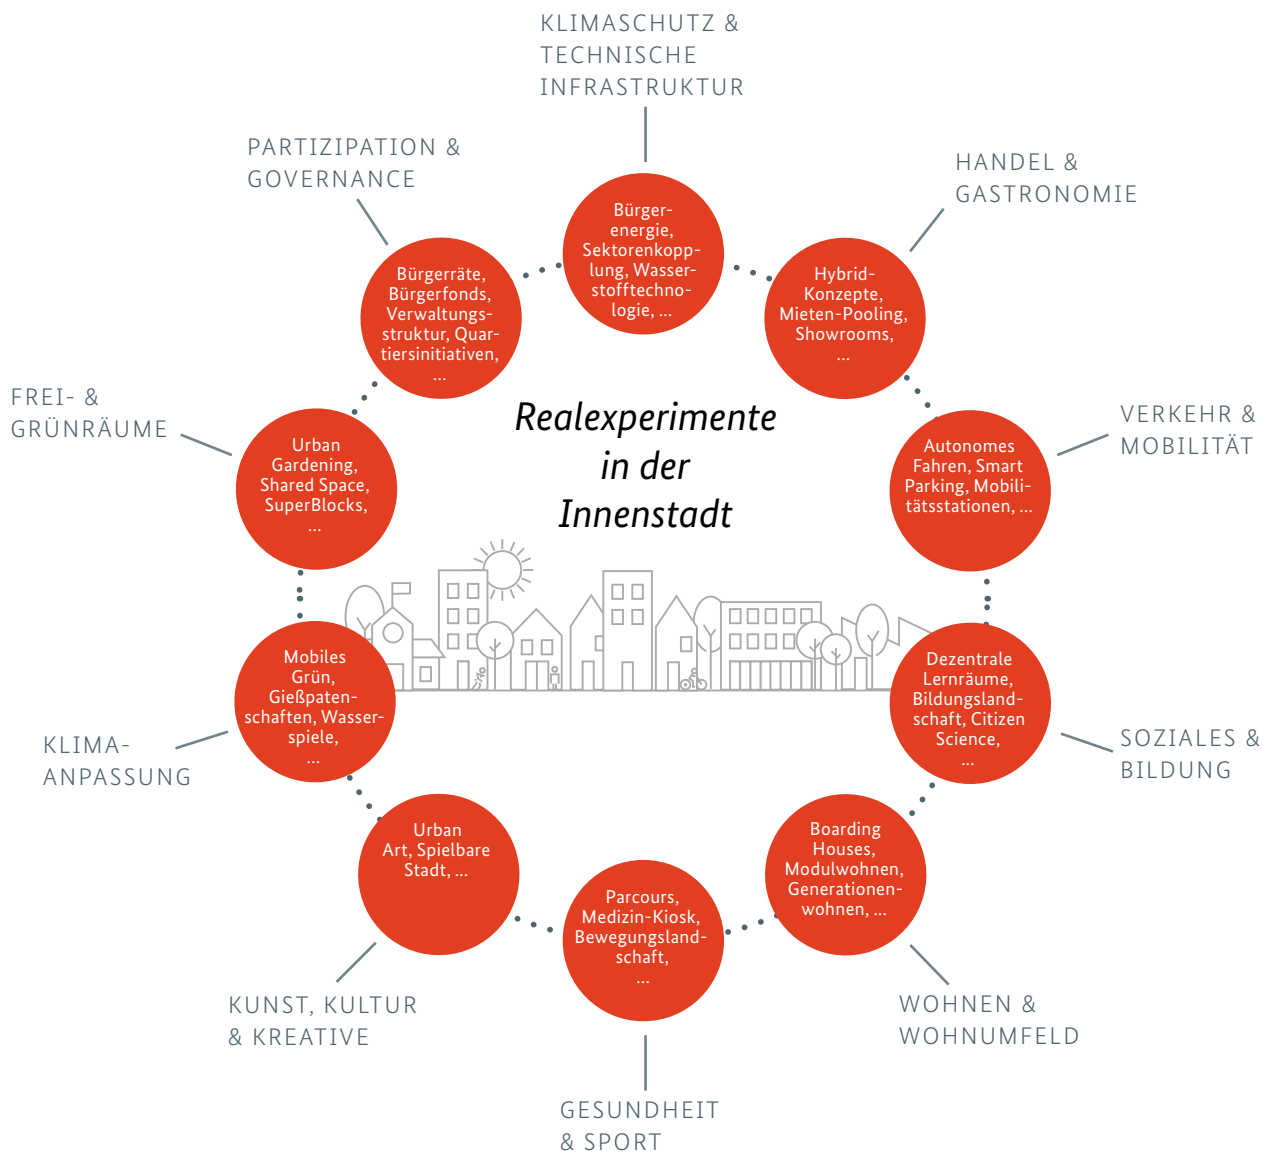 KLIMASCHUTZ &
TECHNISCHE
INFRASTRUKTUR
Bürger-
energie,
Sektorenkopp-
lung, Wasser-
stofftechno-
logie, ...
HANDEL &
GASTRONOMIE
Hybrid-
Konzepte,
Mieten-Pooling,
Showrooms,
...
VERKEHR &
MOBILITÄT
Autonomes
Fahren, Smart
Parking, Mobili-
tätsstationen, ...
SOZIALES &
BILDUNG
Dezentrale
Lernräume,
Bildungsland-
schaft, Citizen
Science,
...
WOHNEN &
WOHNUMFELD
Boarding
Houses,
Modulwohnen,
Generationen-
wohnen, ...
GESUNDHEIT
& SPORT
Parcours,
Medizin-Kiosk,
Bewegungsland-
schaft,
...
KUNST, KULTUR
& KREATIVE
Urban
Art, Spielbare
Stadt, ...
KLIMA-
ANPASSUNG
Mobiles
Grün,
Gießpaten-
schaften, Wasser-
spiele,
...
FREI- &
GRÜNRÄUME
Urban
Gardening,
Shared Space,
SuperBlocks,
...
PARTIZIPATION &
GOVERNANCE
Bürgerräte,
Bürgerfonds,
Verwaltungs-
struktur, Quar-
tiersinitiativen,
...
Realexperimente
in der
Innenstadt